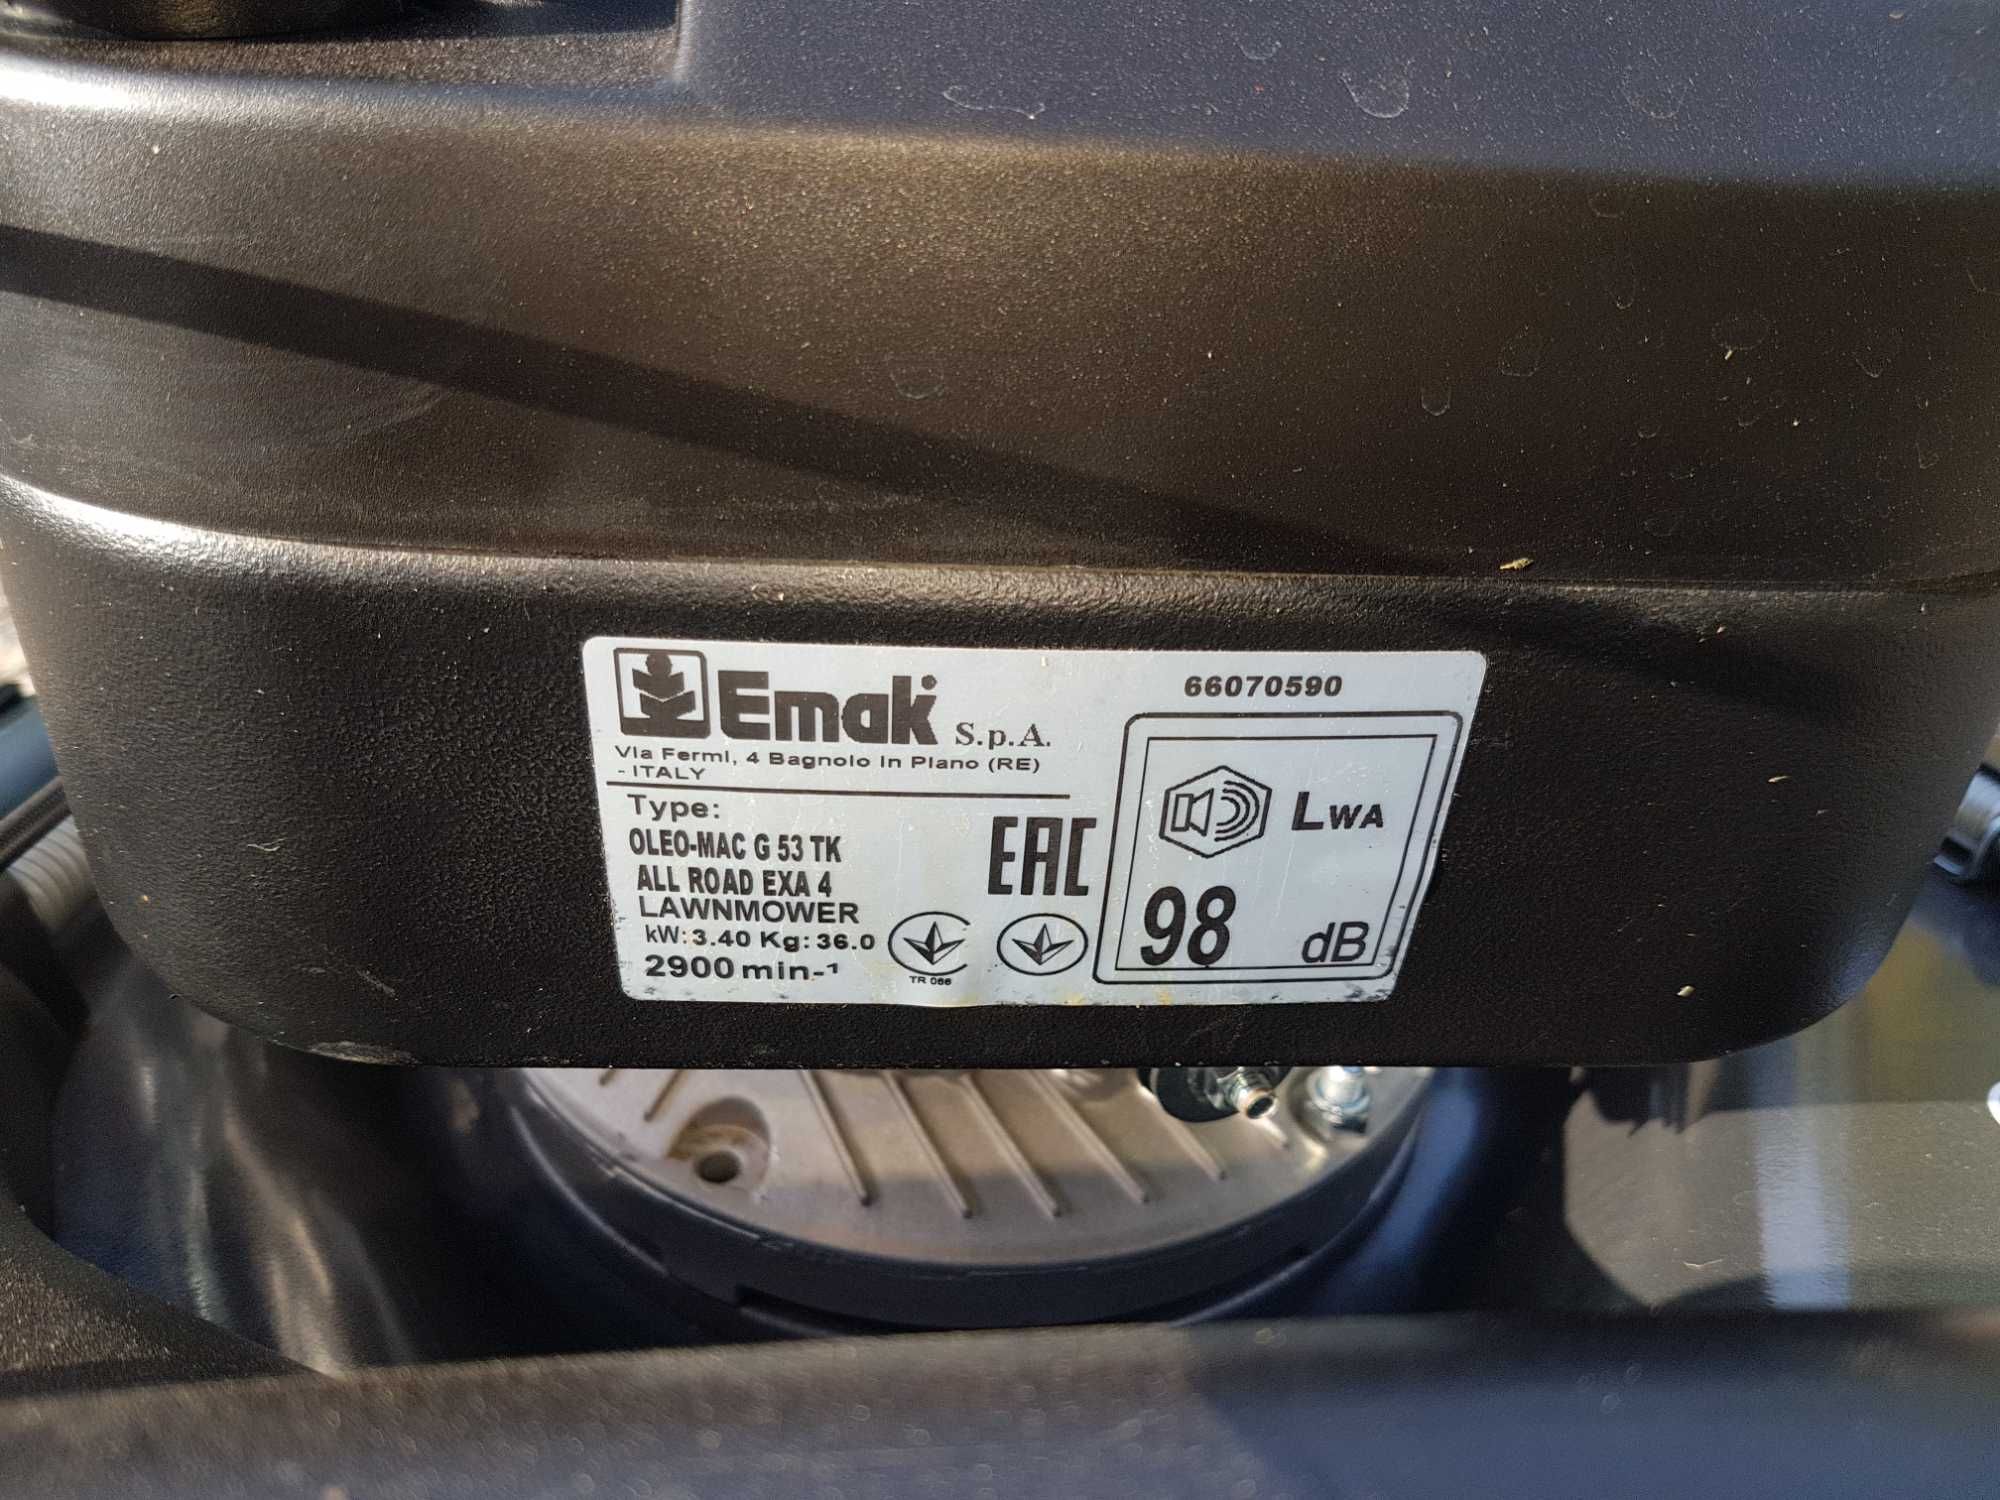 Emak S.p.A.
66070590
Via Fermi, 4 Bagnolo in Piano (RE)
- ITALY
Type:
OLEO-MAC G 53 TK
ALL ROAD EXA 4
LAWNMOWER
kW: 3.40 Kg: 36.0
2900 min-¹
EAC
TR 066
LWA
98 dB